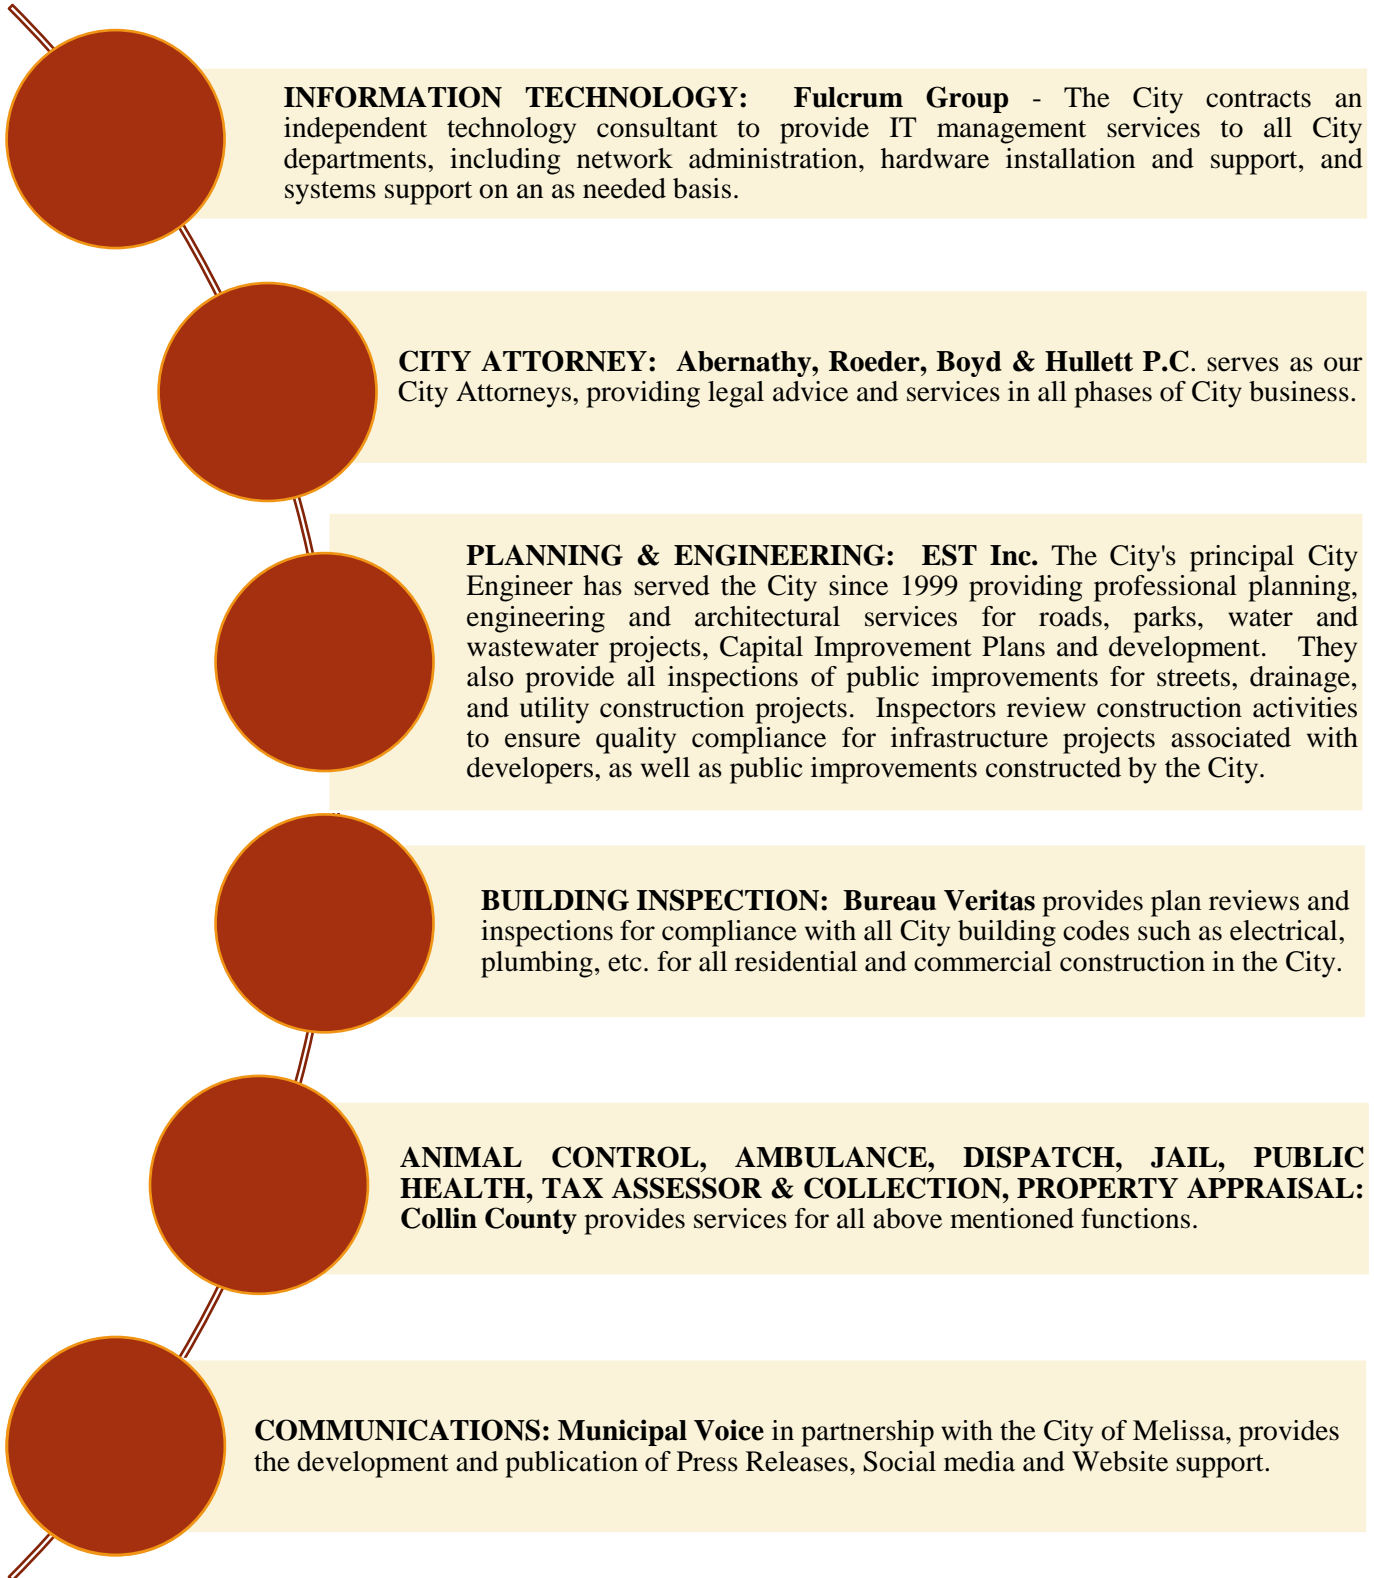 INFORMATION TECHNOLOGY: Fulcrum Group - The City contracts an
independent technology consultant to provide IT management services to all City
departments, including network administration, hardware installation and support, and
systems support on an as needed basis.
CITY ATTORNEY: Abernathy, Roeder, Boyd & Hullett P.C. serves as our
City Attorneys, providing legal advice and services in all phases of City business.
PLANNING & ENGINEERING: EST Inc. The City's principal City
Engineer has served the City since 1999 providing professional planning,
engineering and architectural services for roads, parks, water and
wastewater projects, Capital Improvement Plans and development. They
also provide all inspections of public improvements for streets, drainage,
and utility construction projects. Inspectors review construction activities
to ensure quality compliance for infrastructure projects associated with
developers, as well as public improvements constructed by the City.
BUILDING INSPECTION: Bureau Veritas provides plan reviews and
inspections for compliance with all City building codes such as electrical,
plumbing, etc. for all residential and commercial construction in the City.
ANIMAL CONTROL, AMBULANCE, DISPATCH, JAIL, PUBLIC
HEALTH, TAX ASSESSOR & COLLECTION, PROPERTY APPRAISAL:
Collin County provides services for all above mentioned functions.
COMMUNICATIONS: Municipal Voice in partnership with the City of Melissa, provides
the development and publication of Press Releases, Social media and Website support.